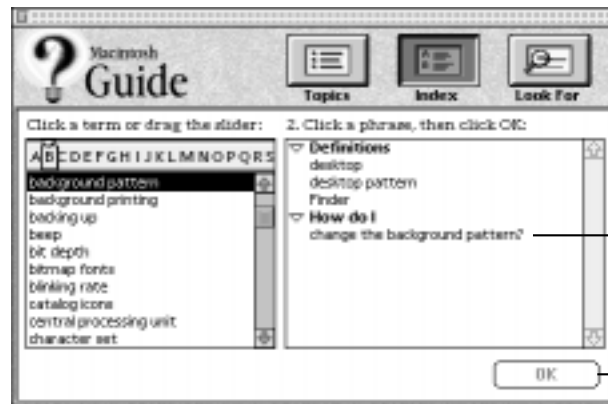 Macintosh
Guide
Topics
Index
Look For
Click a term or drag the slider:
A B C D E F G H I J K L M N O P Q R S
background pattern
background printing
backing up
beep
bit depth
bitmap fonts
blinking rate
catalog icons
central processing unit
character set
2. Click a phrase, then click OK:
Definitions
desktop
desktop pattern
Finder
How do I
change the background pattern?
OK